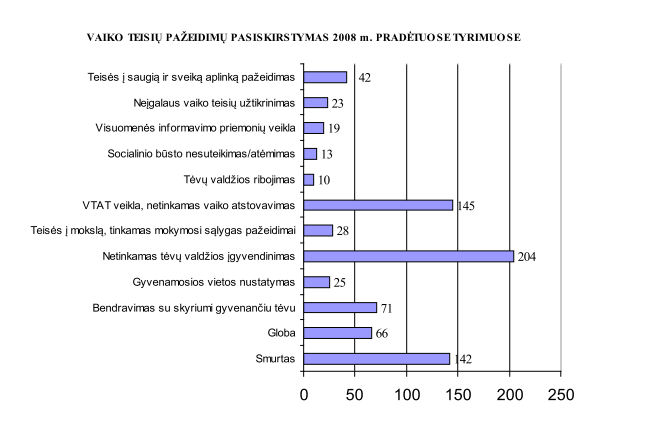 VAIKO TEISIŲ PAŽEIDIMŲ PASISKIRSTYMAS 2008 m. PRADĖTUOSE TYRIMUOSE
Teisės į saugią ir sveiką aplinką pažeidimas 42
Neįgalaus vaiko teisių užtikrinimas 23
Visuomenės informavimo priemonių veikla 19
Socialinio būsto nesuteikimas/atėmimas 13
Tėvų valdžios ribojimas 10
VTAT veikla, netinkamas vaiko atstovavimas 145
Teisės į mokslą, tinkamas mokymosi sąlygas pažeidimai 28
Netinkamas tėvų valdžios įgyvendinimas 204
Gyvenamosios vietos nustatymas 25
Bendravimas su skyriumi gyvenančiu tėvu 71
Globa 66
Smurtas 142
0 50 100 150 200 250